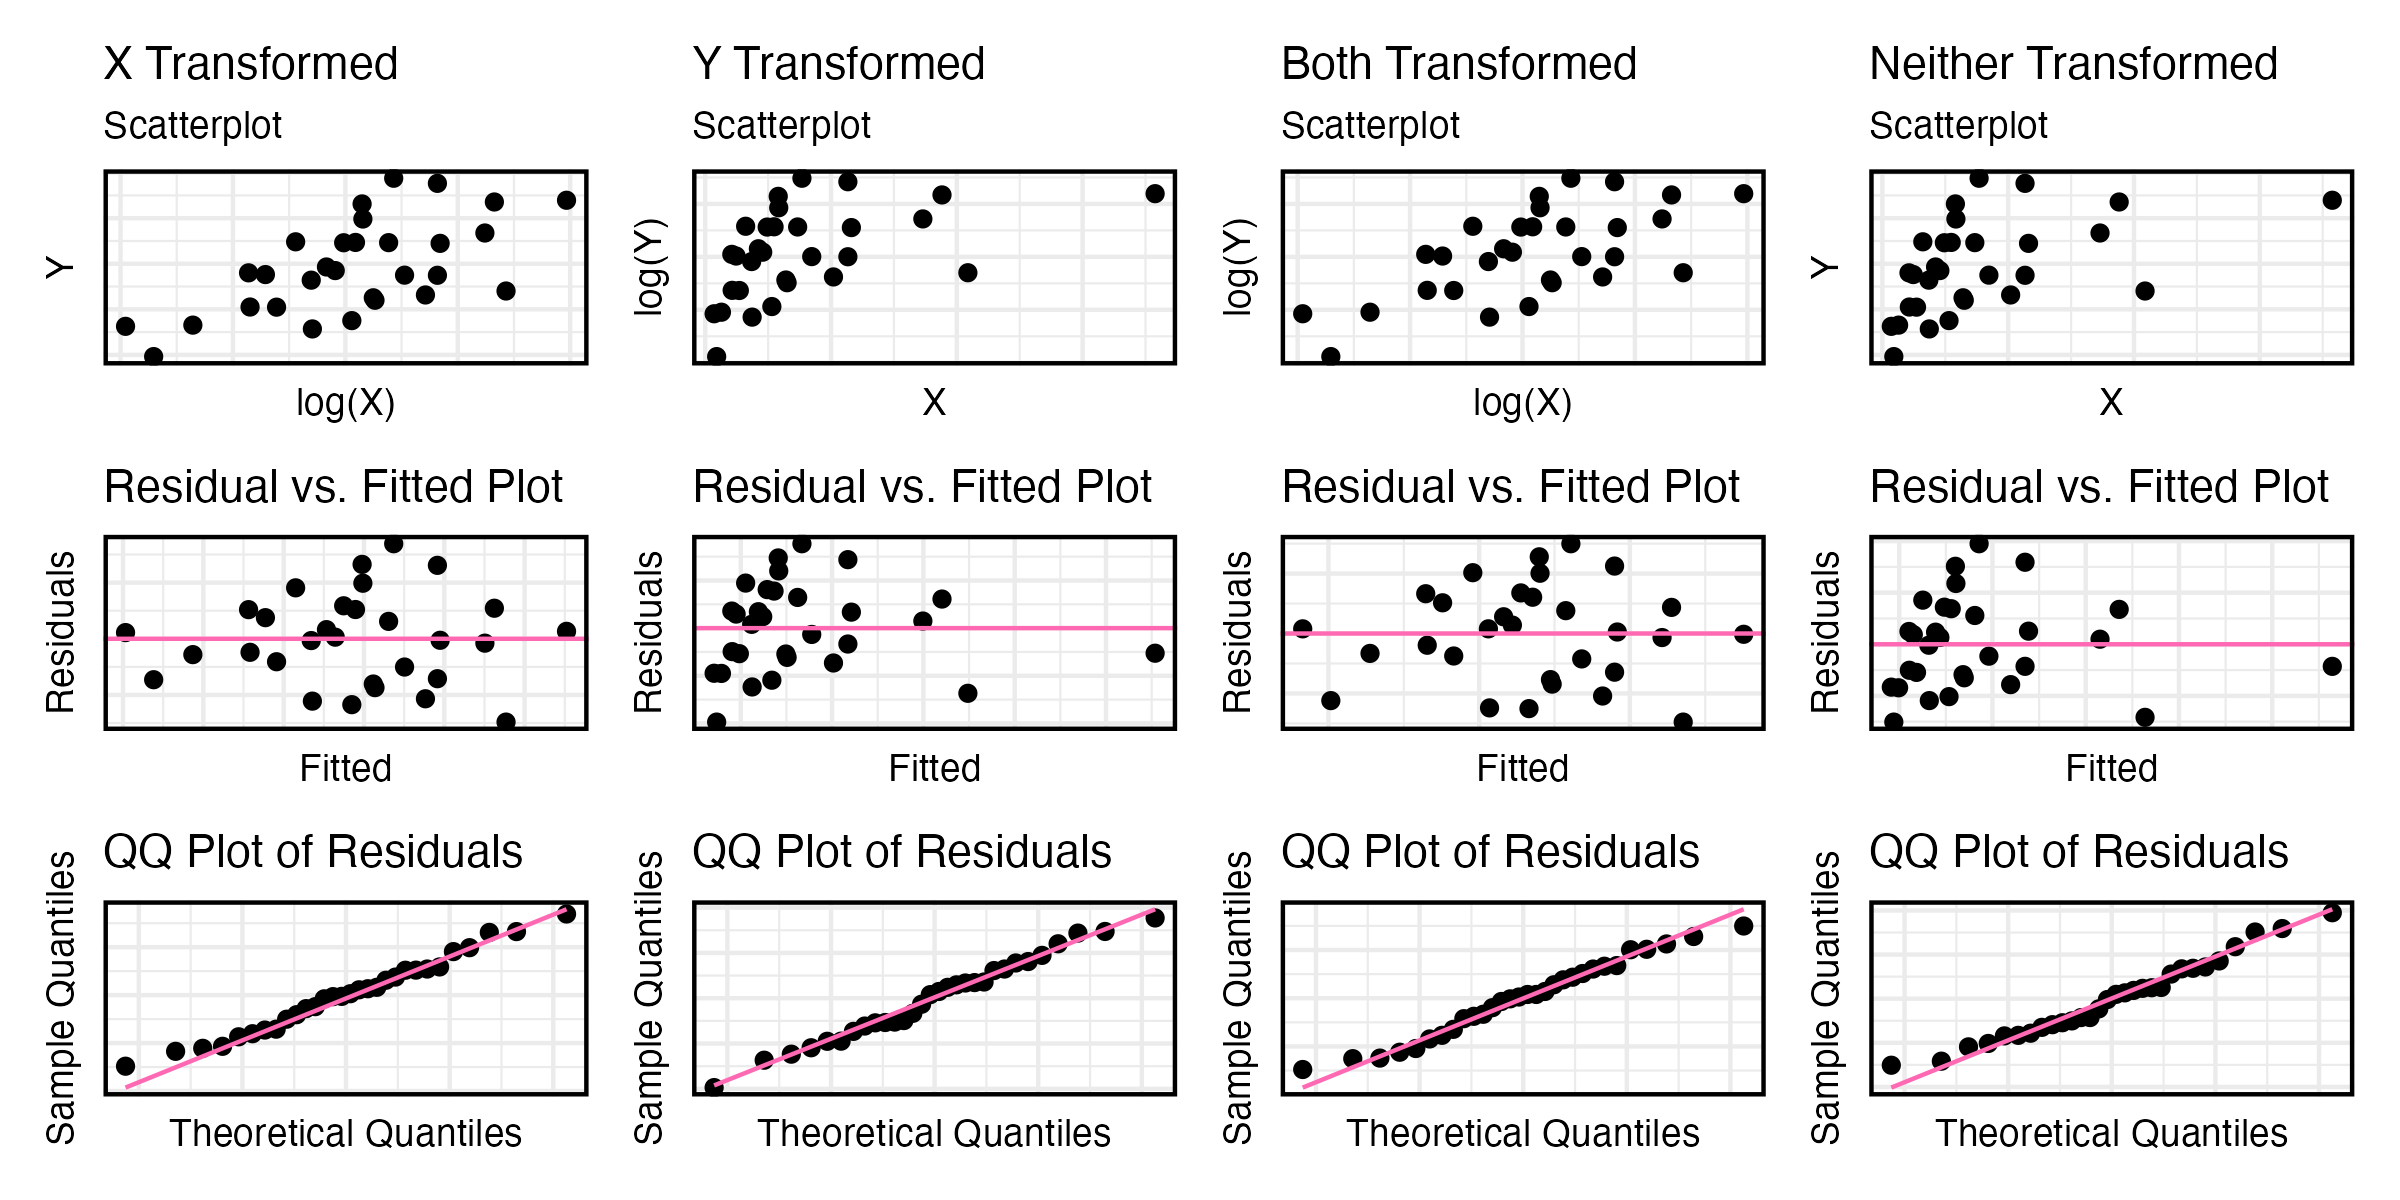 X Transformed
Y Transformed
Both Transformed
Neither Transformed
Scatterplot
Scatterplot
Scatterplot
Scatterplot
Y
log(Y)
log(Y)
Y
log(X)
X
log(X)
X
Residual vs. Fitted Plot
Residual vs. Fitted Plot
Residual vs. Fitted Plot
Residual vs. Fitted Plot
Residuals
Residuals
Residuals
Residuals
Fitted
Fitted
Fitted
Fitted
QQ Plot of Residuals
QQ Plot of Residuals
QQ Plot of Residuals
QQ Plot of Residuals
Sample Quantiles
Sample Quantiles
Sample Quantiles
Sample Quantiles
Theoretical Quantiles
Theoretical Quantiles
Theoretical Quantiles
Theoretical Quantiles